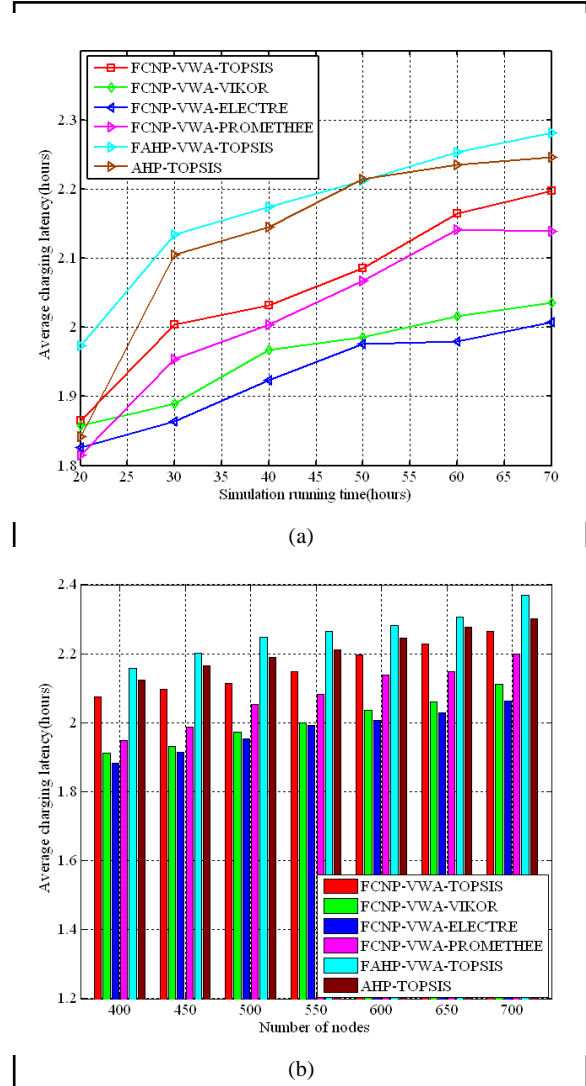 2.4
2.3
2.2
2.1
2
1.9
1.8
Average charging latency(hours)
FCNP-VWA-TOPSIS
FCNP-VWA-VIKOR
FCNP-VWA-ELECTRE
FCNP-VWA-PROMETHEE
FAHP-VWA-TOPSIS
AHP-TOPSIS
20 25 30 35 40 45 50 55 60 65 70
Simulation running time(hours)
(a)
2.4
2.2
2
1.8
1.6
1.4
1.2
Average charging latency(hours)
FCNP-VWA-TOPSIS
FCNP-VWA-VIKOR
FCNP-VWA-ELECTRE
FCNP-VWA-PROMETHEE
FAHP-VWA-TOPSIS
AHP-TOPSIS
400 450 500 550 600 650 700
Number of nodes
(b)